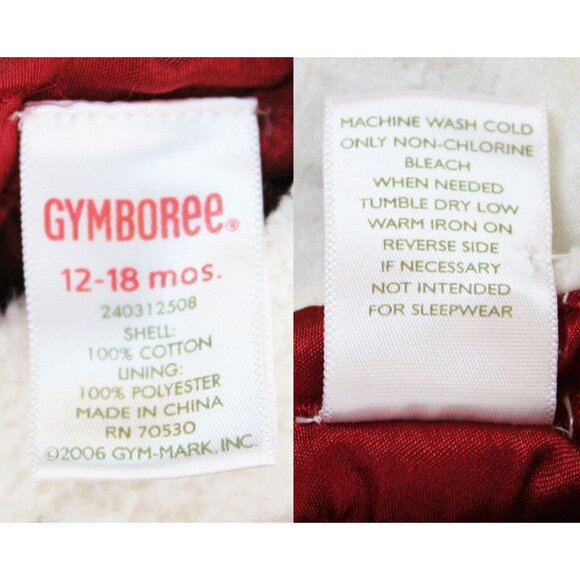 GYMBOREE®
12-18 mos.
240312508
SHELL:
100% COTTON
LINING:
100% POLYESTER
MADE IN CHINA
RN 70530
©2006 GYM-MARK, INC.
MACHINE WASH COLD
ONLY NON-CHLORINE
BLEACH
WHEN NEEDED
TUMBLE DRY LOW
WARM IRON ON
REVERSE SIDE
IF NECESSARY
NOT INTENDED
FOR SLEEPWEAR